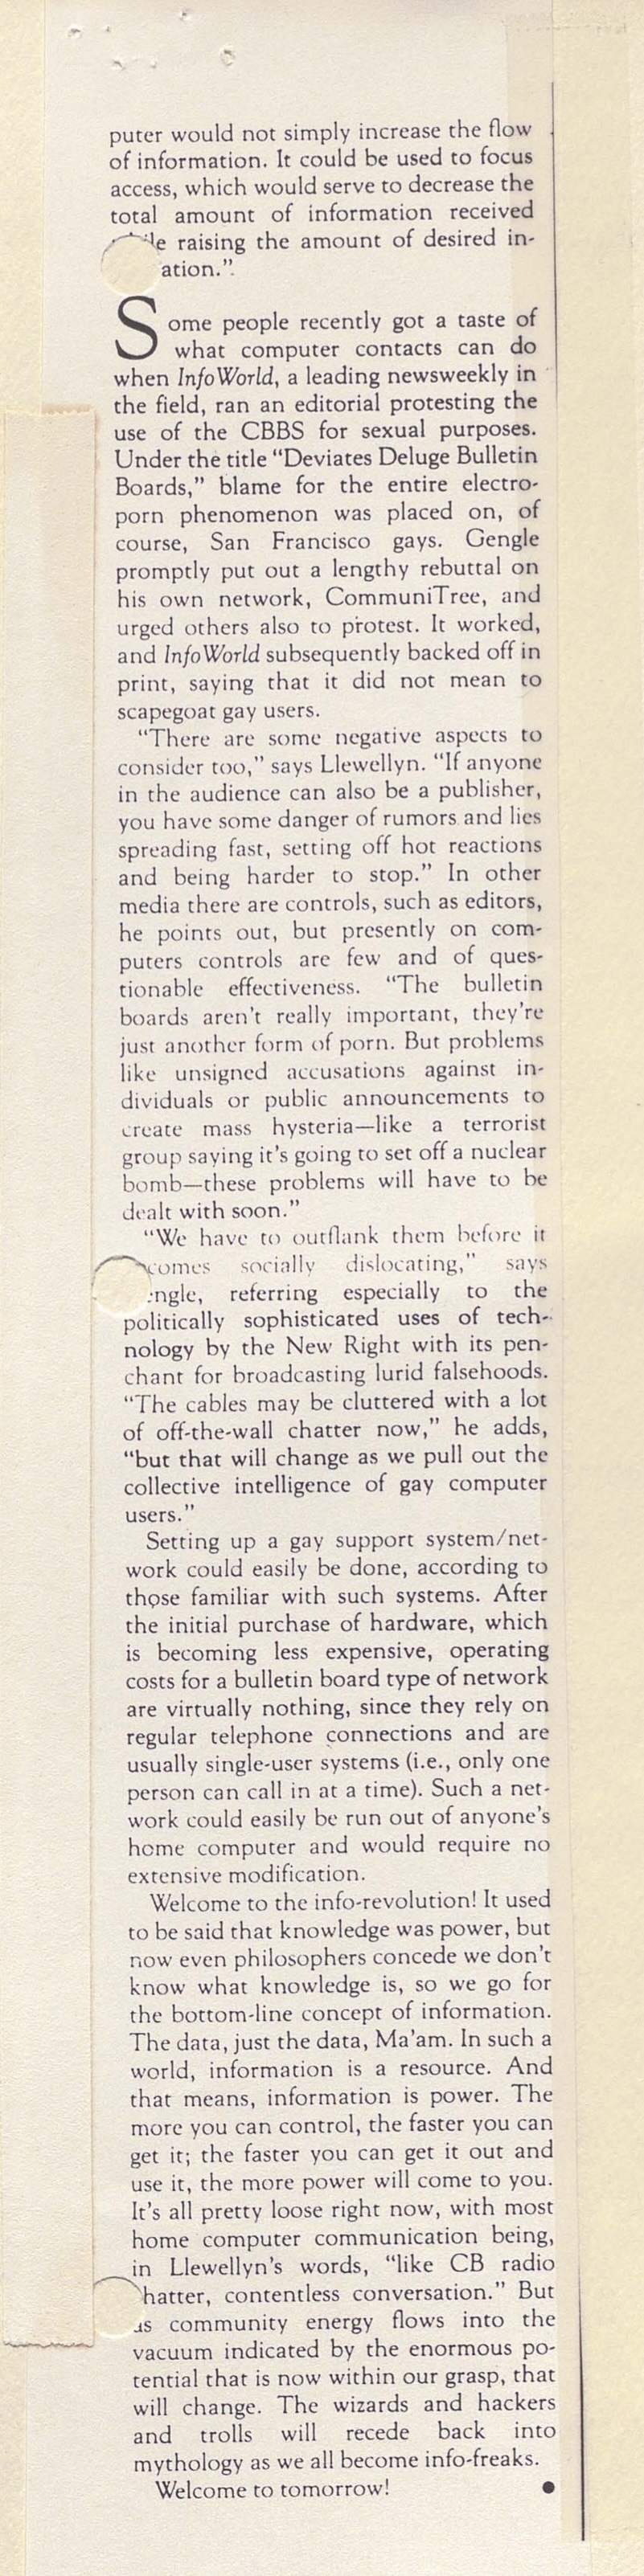 puter would not simply increase the flow
of information. It could be used to focus
access, which would serve to decrease the
total amount of information received
raising the amount of desired in-
ation."
Some people recently got a taste of
what computer contacts can do
when InfoWorld, a leading newsweekly in
the field, ran an editorial protesting the
use of the CBBS for sexual purposes.
Under the title "Deviates Deluge Bulletin
Boards," blame for the entire electro-
porn phenomenon was placed on, of
course, San Francisco gays. Gengle
promptly put out a lengthy rebuttal on
his own network, CommuniTree, and
urged others also to protest. It worked,
and InfoWorld subsequently backed off in
print, saying that it did not mean to
scapegoat gay users.
"There are some negative aspects to
consider too," says Llewellyn. "If anyone
in the audience can also be a publisher,
you have some danger of rumors and lies
spreading fast, setting off hot reactions
and being harder to stop." In other
media there are controls, such as editors,
he points out, but presently on com-
puters controls are few and of ques-
tionable effectiveness. "The bulletin
boards aren't really important, they're
just another form of porn. But problems
like unsigned accusations against in-
dividuals or public announcements to
create mass hysteria—like a terrorist
group saying it's going to set off a nuclear
bomb—these problems will have to be
dealt with soon."
"We have to outflank them before it
comes socially dislocating," says
engle, referring especially to the
politically sophisticated uses of tech-
nology by the New Right with its pen-
chant for broadcasting lurid falsehoods.
"The cables may be cluttered with a lot
of off-the-wall chatter now," he adds,
"but that will change as we pull out the
collective intelligence of gay computer
users."
Setting up a gay support system/net-
work could easily be done, according to
those familiar with such systems. After
the initial purchase of hardware, which
is becoming less expensive, operating
costs for a bulletin board type of network
are virtually nothing, since they rely on
regular telephone connections and are
usually single-user systems (i.e., only one
person can call in at a time). Such a net-
work could easily be run out of anyone's
home computer and would require no
extensive modification.
Welcome to the info-revolution! It used
to be said that knowledge was power, but
now even philosophers concede we don't
know what knowledge is, so we go for
the bottom-line concept of information.
The data, just the data, Ma'am. In such a
world, information is a resource. And
that means, information is power. The
more you can control, the faster you can
get it; the faster you can get it out and
use it, the more power will come to you.
It's all pretty loose right now, with most
home computer communication being,
in Llewellyn's words, "like CB radio
hatter, contentless conversation." But
as community energy flows into the
vacuum indicated by the enormous po-
tential that is now within our grasp, that
will change. The wizards and hackers
and trolls will recede back into
mythology as we all become info-freaks.
Welcome to tomorrow!